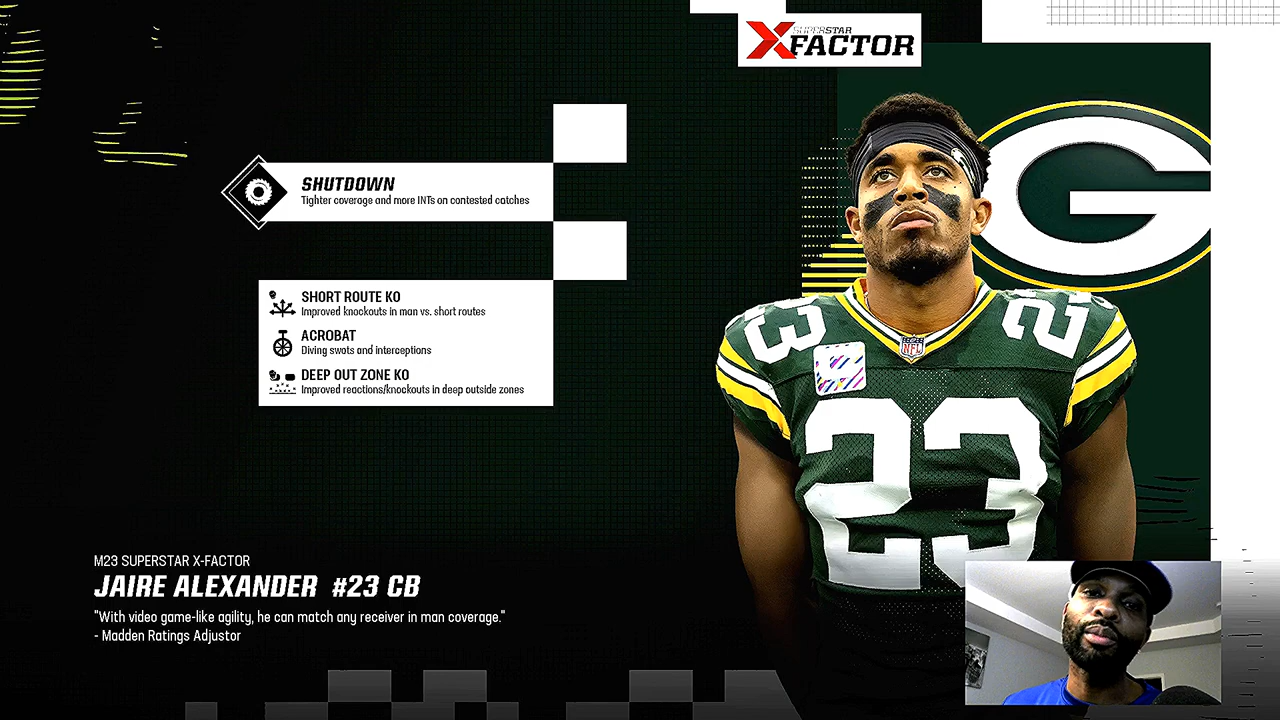 SUPERSTAR
XFACTOR
SHUTDOWN
Tighter coverage and more INTs on contested catches
SHORT ROUTE KO
Improved knockouts in man vs. short routes
ACROBAT
Diving swats and interceptions
DEEP OUT ZONE KO
Improved reactions/knockouts in deep outside zones
G
23
23
NFL
23
M23 SUPERSTAR X-FACTOR
JAIRE ALEXANDER #23 CB
"With video game-like agility, he can match any receiver in man coverage."
- Madden Ratings Adjustor